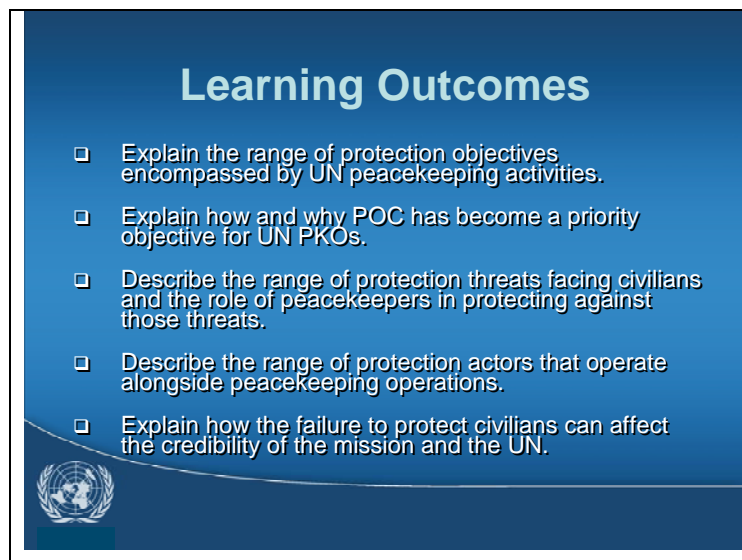 Learning Outcomes
❑ Explain the range of protection objectives
encompassed by UN peacekeeping activities.
❑ Explain how and why POC has become a priority
objective for UN PKOs.
❑ Describe the range of protection threats facing civilians
and the role of peacekeepers in protecting against
those threats.
❑ Describe the range of protection actors that operate
alongside peacekeeping operations.
❑ Explain how the failure to protect civilians can affect
the credibility of the mission and the UN.